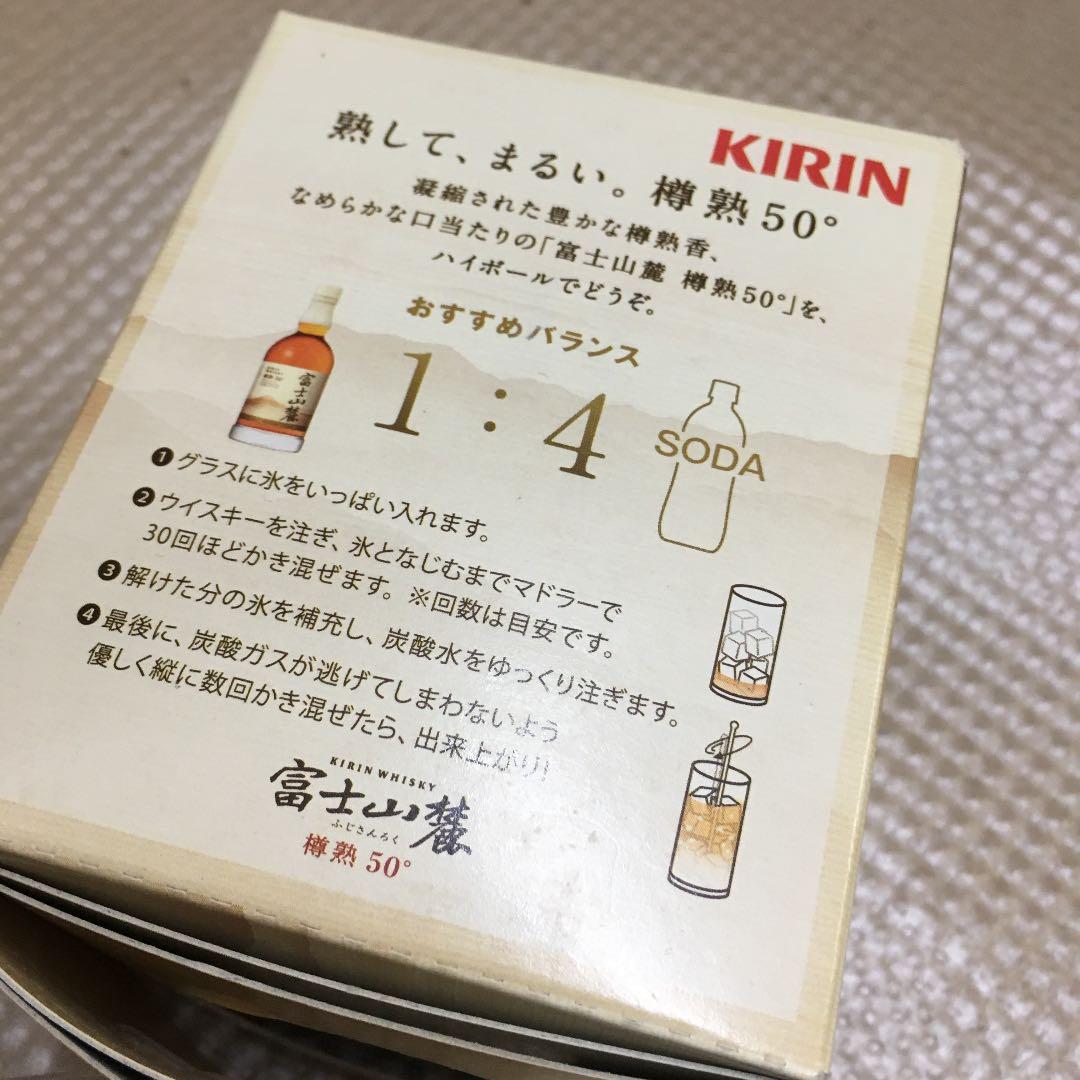 KIRIN
熟して、まるい。樽熟50°
凝縮された豊かな樽熟香、
なめらかな口当たりの「富士山麓 樽熟50°」を、
ハイボールでどうぞ。
おすすめバランス
富士山麓
1:4
SODA
❶グラスに氷をいっぱい入れます。
❷ウイスキーを注ぎ、氷となじむまでマドラーで
30回ほどかき混ぜます。※回数は目安です。
❸解けた分の氷を補充し、炭酸水をゆっくり注ぎます。
❹最後に、炭酸ガスが逃げてしまわないよう
優しく縦に数回かき混ぜたら、出来上がり!
KIRIN WHISKY
富士山麓
ふじさんろく
樽熟50°